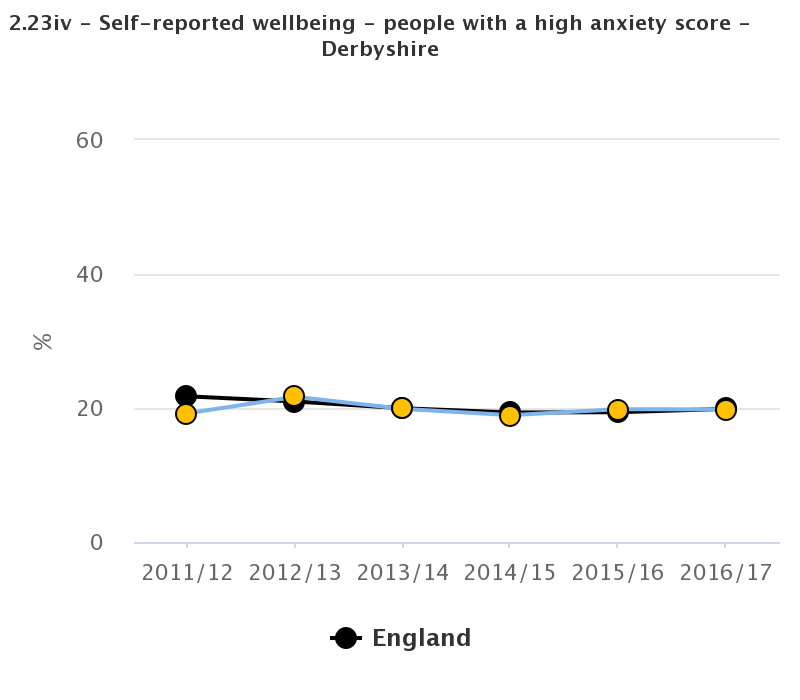 2.23iv – Self-reported wellbeing – people with a high anxiety score –
Derbyshire
60
40
20
0
%
2011/12 2012/13 2013/14 2014/15 2015/16 2016/17
England